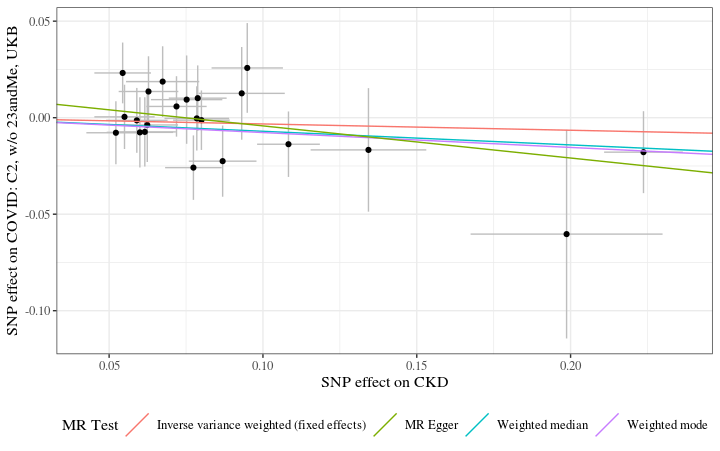 SNP effect on COVID: C2, w/o 23andMe, UKB
0.05
0.00
-0.05
-0.10
0.05 0.10 0.15 0.20
SNP effect on CKD
MR Test Inverse variance weighted (fixed effects) MR Egger Weighted median Weighted mode